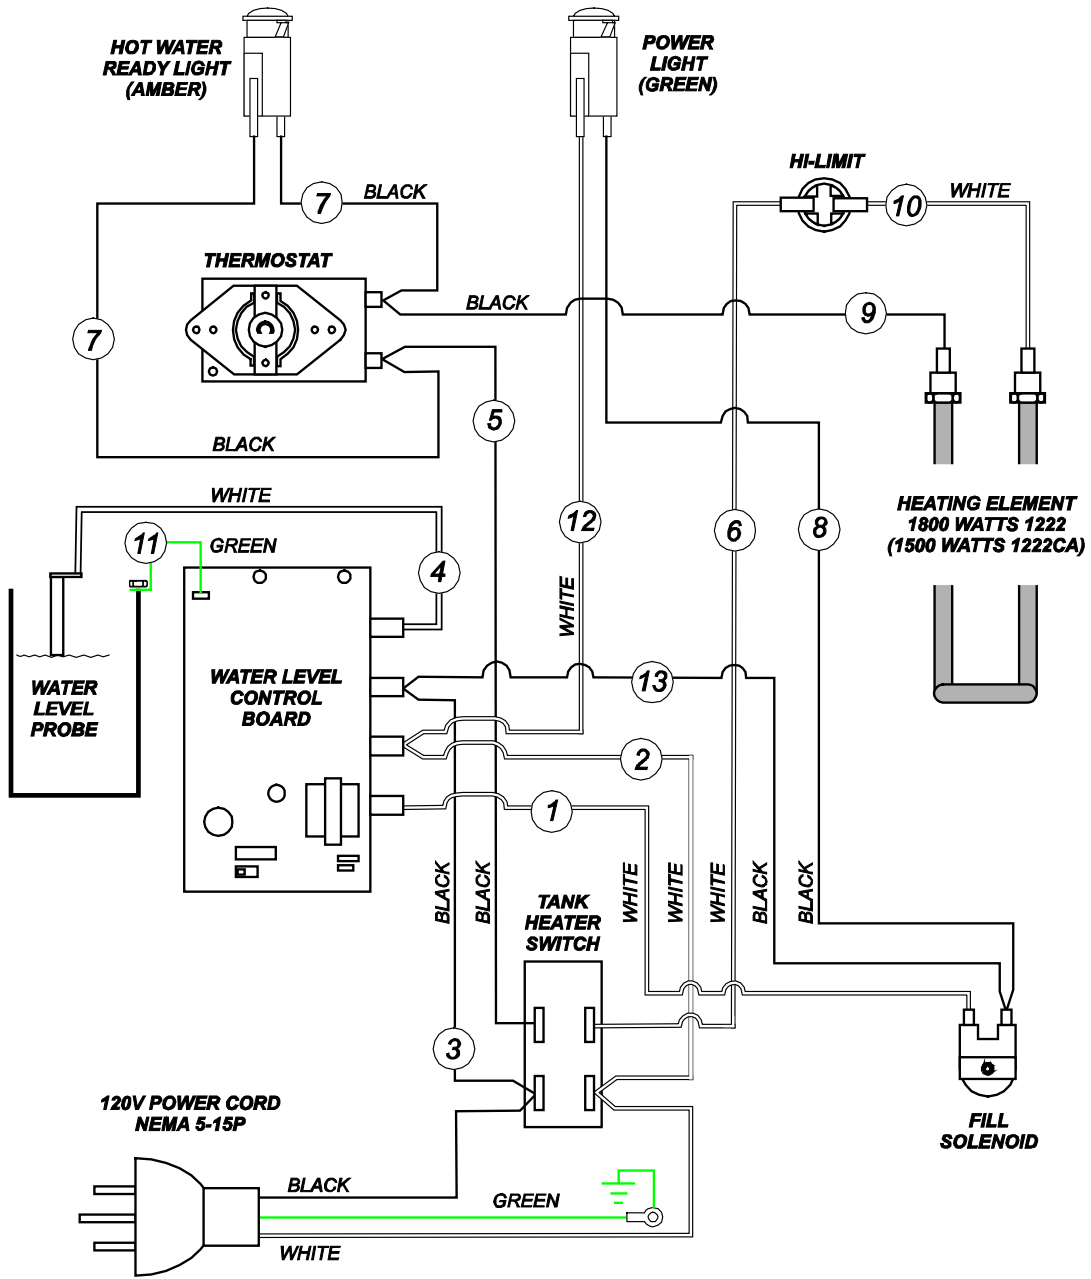 HOT WATER
READY LIGHT
(AMBER)
POWER
LIGHT
(GREEN)
HI-LIMIT
7
BLACK
10
WHITE
THERMOSTAT
BLACK
9
7
5
BLACK
WHITE
HEATING ELEMENT
1800 WATTS 1222
(1500 WATTS 1222CA)
12
6
8
11
GREEN
4
WHITE
WATER LEVEL
CONTROL
BOARD
13
WATER
LEVEL
PROBE
2
1
BLACK
BLACK
WHITE
WHITE
WHITE
BLACK
BLACK
TANK
HEATER
SWITCH
3
120V POWER CORD
NEMA 5-15P
FILL
SOLENOID
BLACK
GREEN
WHITE